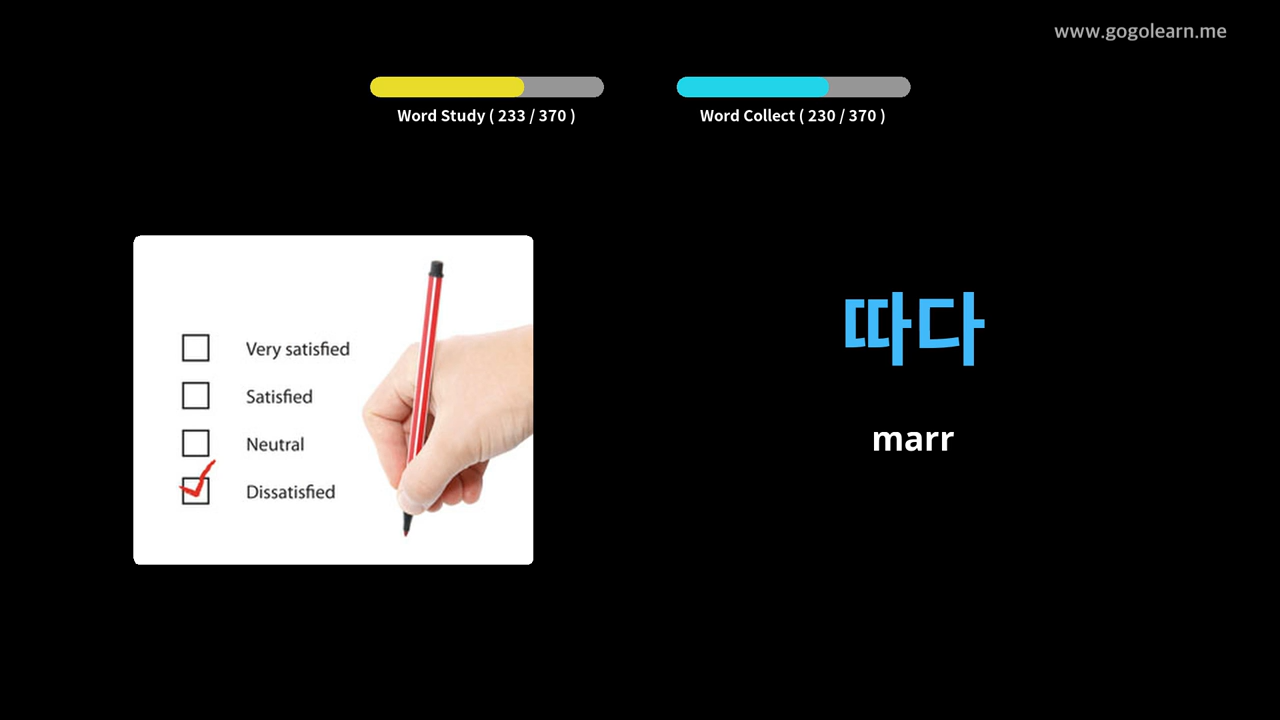 www.gogolearn.me
Word Study ( 233 / 370 )
Word Collect ( 230 / 370 )
Very satisfied
Satisfied
Neutral
Dissatisfied
따다
marr